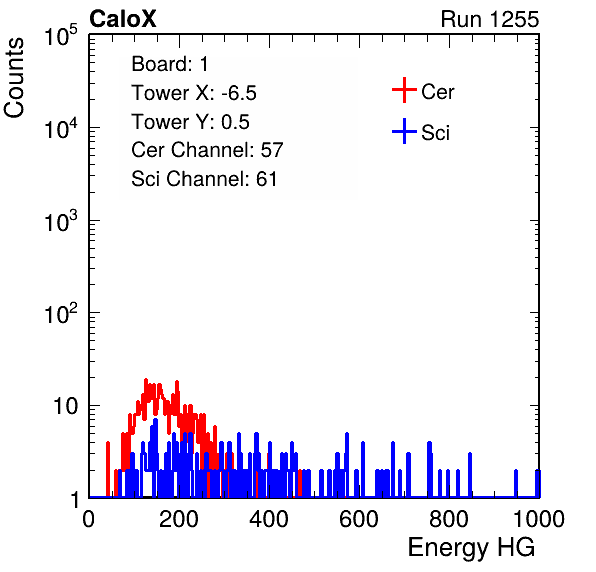 CaloX Run 1255
Counts
10^5
10^4
10^3
10^2
10
1
Board: 1
Tower X: -6.5
Tower Y: 0.5
Cer Channel: 57
Sci Channel: 61
Cer
Sci
0 200 400 600 800 1000
Energy HG